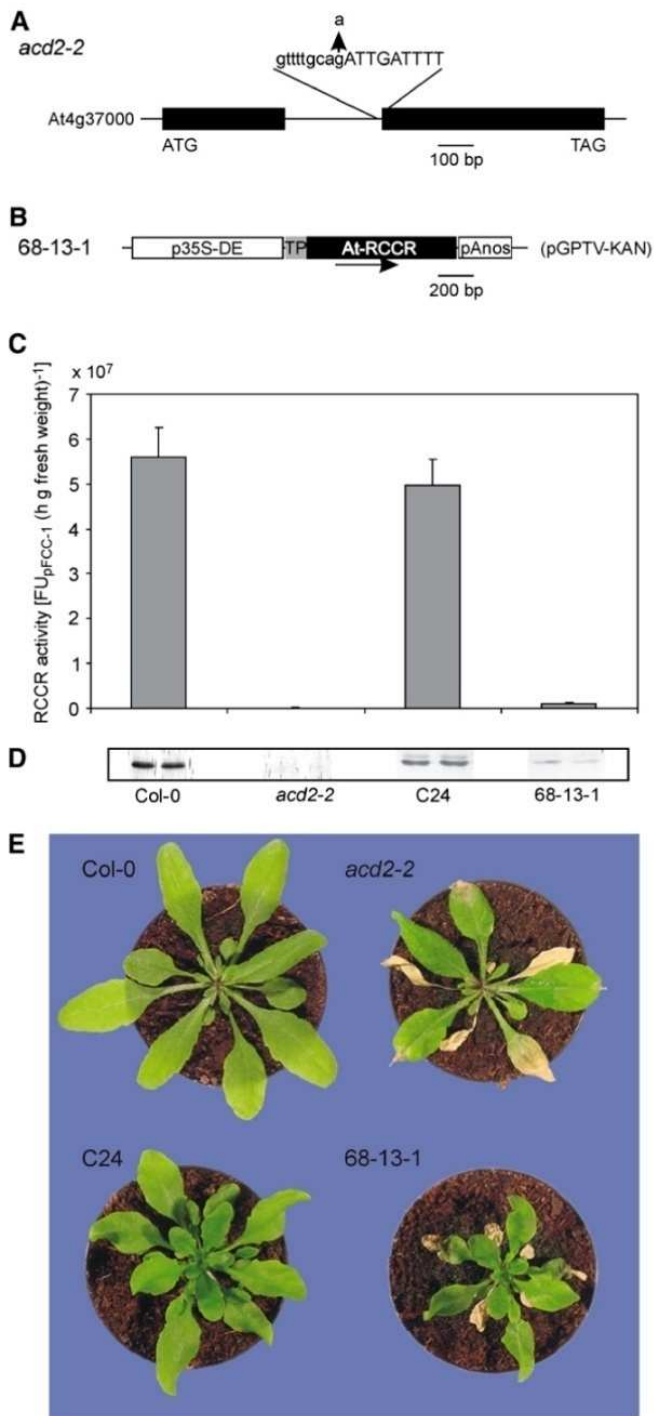 A
acd2-2
a
gttttgcagATTGATTTT
At4g37000
ATG
100 bp
TAG
B
68-13-1
p35S-DE
TP
At-RCCR
pAnos
(pGPTV-KAN)
200 bp
C
x 10⁷
RCCR activity [FUpFCC-1 (h g fresh weight)⁻¹]
7
6
5
4
3
2
1
0
D
Col-0
acd2-2
C24
68-13-1
E
Col-0
acd2-2
C24
68-13-1